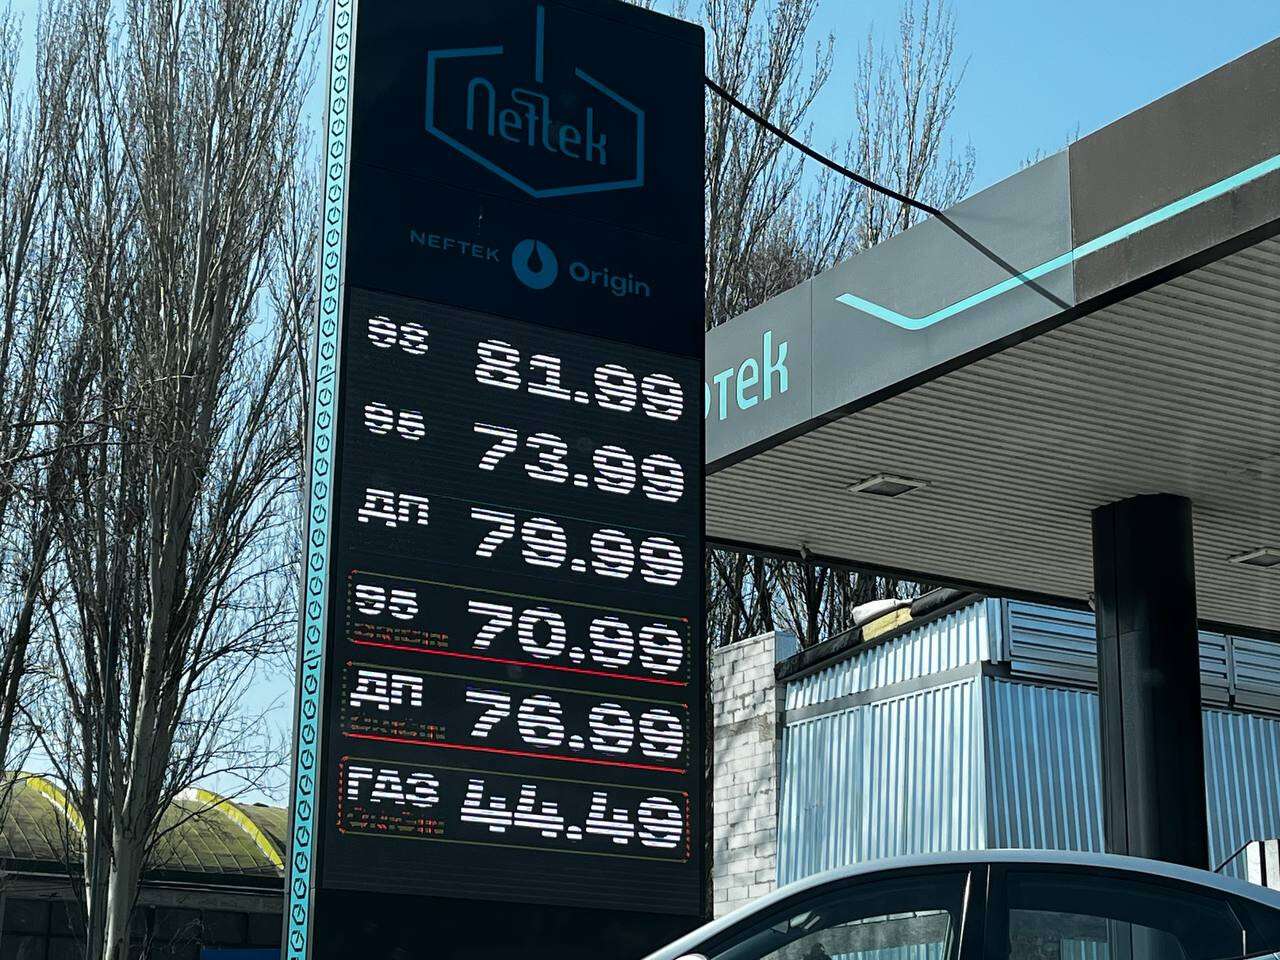 Neftek
NEFTEK Origin
98 81.99
95 73.99
ДП 79.99
95 70.99
ДП 76.99
ГАЗ 44.49
тek